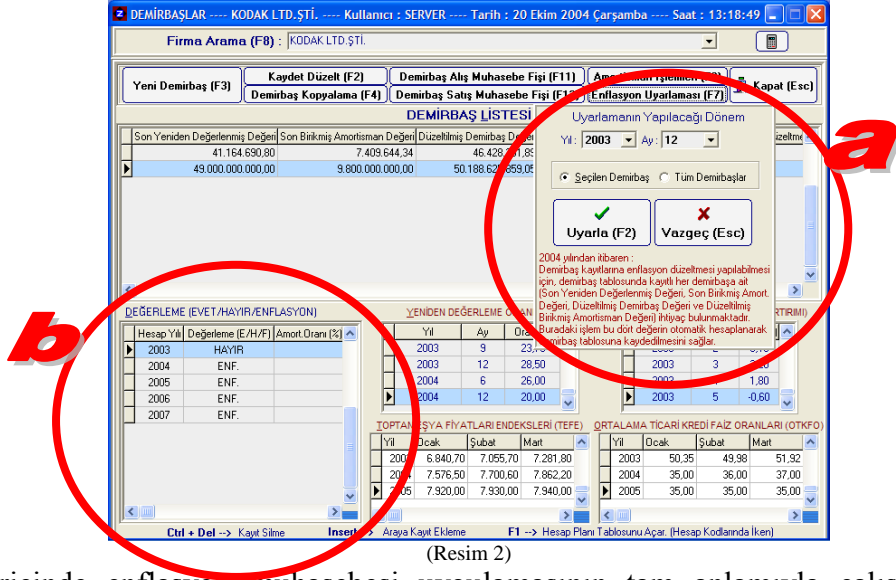 DEMİRBAŞLAR ---- KODAK LTD.ŞTİ. ---- Kullanıcı : SERVER ---- Tarih : 20 Ekim 2004 Çarşamba ---- Saat : 13:18:49
Firma Arama (F8) : KODAK LTD.ŞTİ.
Yeni Demirbaş (F3)
Kaydet Düzelt (F2)
Demirbaş Alış Muhasebe Fişi (F11)
Demirbaş Kopyalama (F4)
Demirbaş Satış Muhasebe Fişi
Enflasyon Uyarlaması (F7)
Kapat (Esc)
DEMİRBAŞ LİSTESİ
Son Yeniden Değerlenmiş Değeri Son Birikmiş Amortisman Değeri Düzeltilmiş Demirbaş
41.164.690,80 7.409.644,34
49.000.000.000,00 9.800.000.000,00
Uyarlamanın Yapılacağı Dönem
Yıl : 2003 Ay : 12
Seçilen Demirbaş Tüm Demirbaşlar
Uyarla (F2) Vazgeç (Esc)
2004 yılından itibaren :
Demirbaş kayıtlarına enflasyon düzeltmesi yapılabilmesi
için, demirbaş tablosunda kayıtlı her demirbaşa ait
(Son Yeniden Değerlenmiş Değeri, Son Birikmiş Amort.
Değeri, Düzeltilmiş Demirbaş Değeri ve Düzeltilmiş
Birikmiş Amortisman Değeri) ihtiyaç bulunmaktadır.
Buradaki işlem bu dört değerin otomatik hesaplanarak
demirbaş tablosuna kaydedilmesini sağlar.
a
b
DEĞERLEME (EVET/HAYIR/ENFLASYON)
Hesap Yılı Değerleme (E/H/F) Amort.Oranı (%)
2003 HAYIR
2004 ENF.
2005 ENF.
2006 ENF.
2007 ENF.
YENİDEN DEĞERLEME
Yıl Ay
2003 9
2003 12 28,50
2004 6 26,00
2004 12 20,00
2003 3
2003 1,80
2003 5 -0,60
TOPTAN EŞYA FİYATLARI ENDEKSLERİ (TEFE)
Yıl Ocak Şubat Mart
6.840,70 7.055,70 7.281,80
7.576,50 7.700,60 7.862,20
2005 7.920,00 7.930,00 7.940,00
ORTALAMA TİCARİ KREDİ FAİZ ORANLARI (OTKFO)
Yıl Ocak Şubat Mart
2003 50,35 49,98 51,92
2004 35,00 36,00 37,00
2005 35,00 35,00 35,00
Ctrl + Del --> Kayıt Silme Insert --> Araya Kayıt Ekleme F1 --> Hesap Planı Tablosunu Açar. (Hesap Kodlarında İken)
(Resim 2)